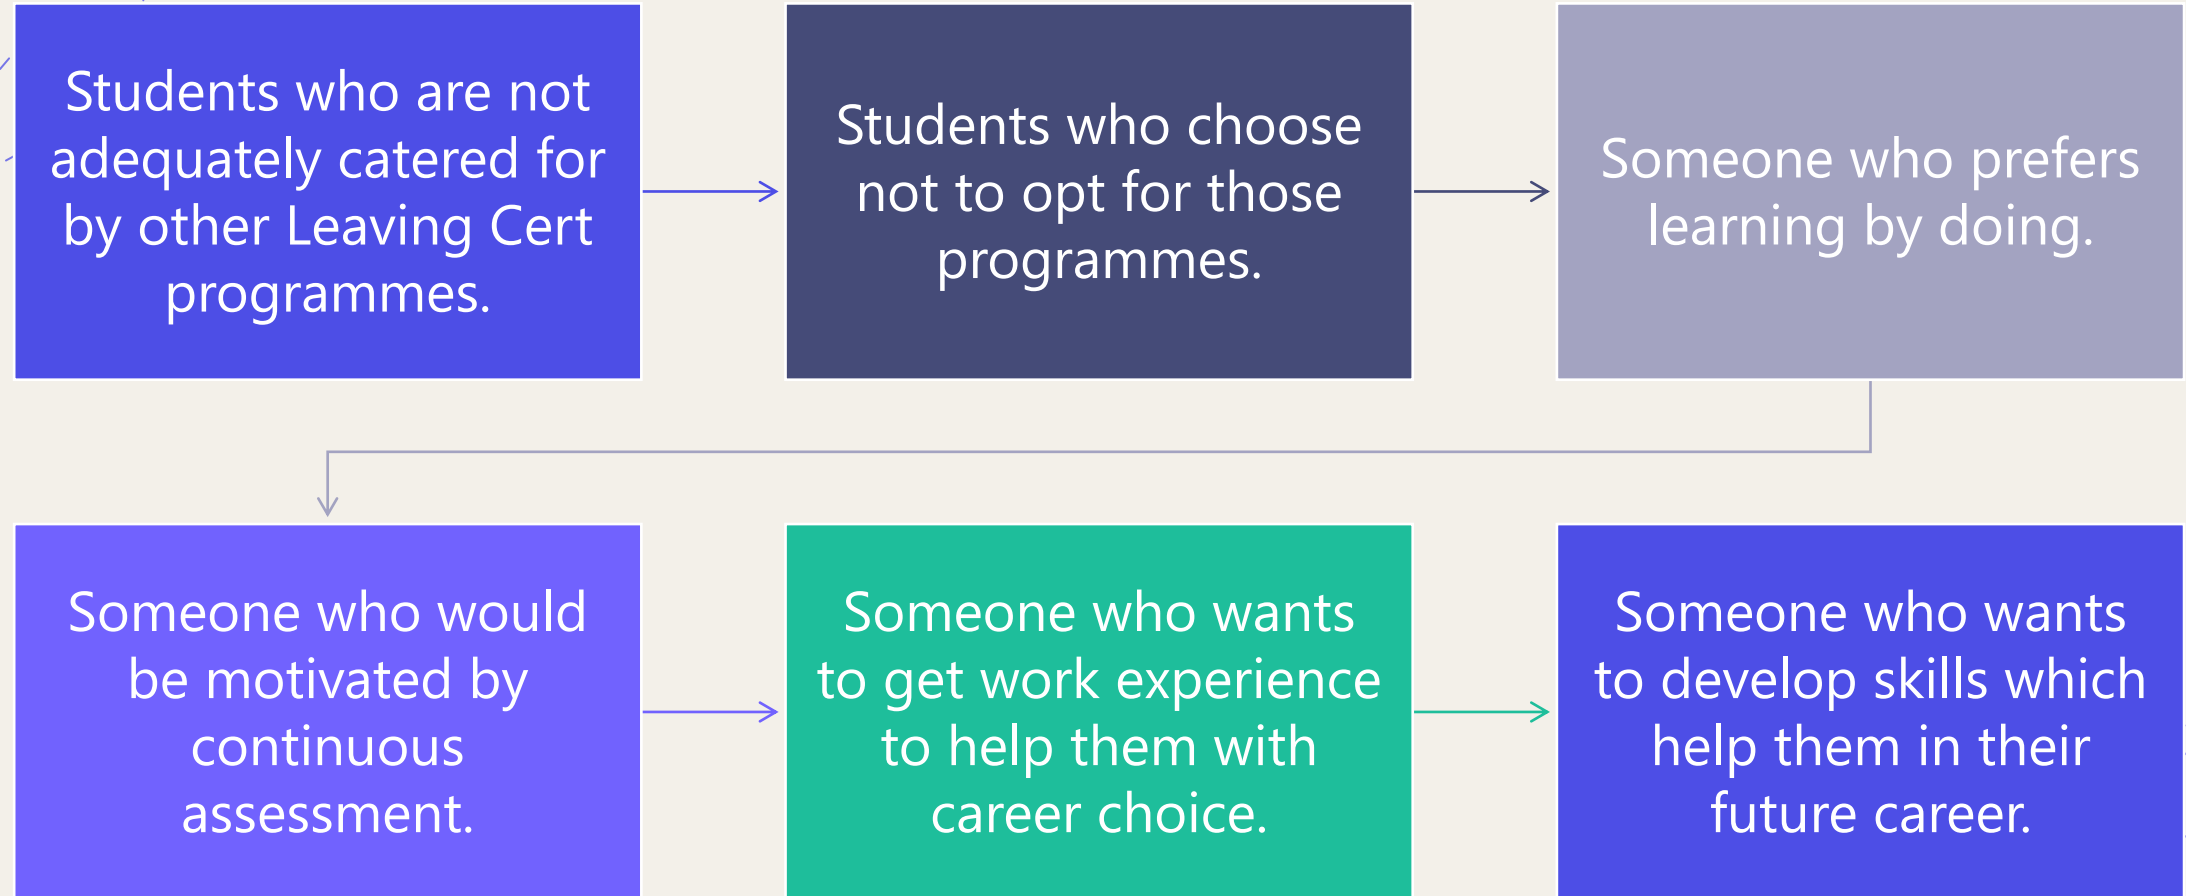 Students who are not
adequately catered for
by other Leaving Cert
programmes.
Students who choose
not to opt for those
programmes.
Someone who prefers
learning by doing.
Someone who would
be motivated by
continuous
assessment.
Someone who wants
to get work experience
to help them with
career choice.
Someone who wants
to develop skills which
help them in their
future career.